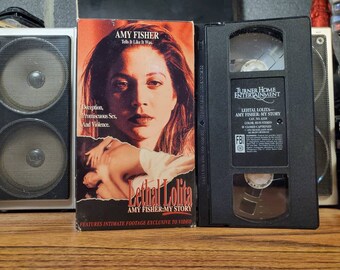 AMY FISHER
Tells It Like It Was.
Deception,
Promiscuous Sex,
And Violence.
Lethal Lolita
AMY FISHER: MY STORY
FEATURES INTIMATE FOOTAGE EXCLUSIVE TO VIDEO
TURNER HOME
ENTERTAINMENT
LETHAL LOLITA—
AMY FISHER: MY STORY